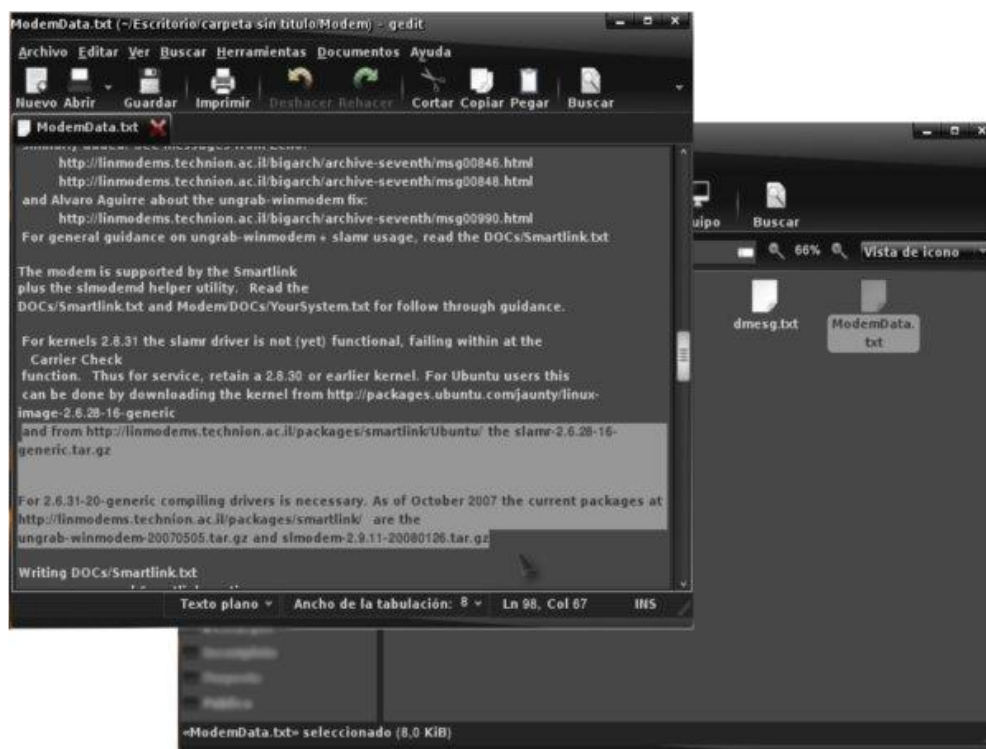 ModemData.txt (~/Escritorio/carpeta sin título/Modem) - gedit
Archivo Editar Ver Buscar Herramientas Documentos Ayuda
Nuevo Abrir Guardar Imprimir Deshacer Rehacer Cortar Copiar Pegar Buscar
ModemData.txt
similarly added. See messages from
http://linmodems.technion.ac.il/bigarch/archive-seventh/msg00846.html
http://linmodems.technion.ac.il/bigarch/archive-seventh/msg00848.html
and Alvaro Aguirre about the ungrab-winmodem fix:
http://linmodems.technion.ac.il/bigarch/archive-seventh/msg00990.html
For general guidance on ungrab-winmodem + slamr usage, read the DOCs/Smartlink.txt
The modem is supported by the Smartlink
plus the slmodemd helper utility. Read the
DOCs/Smartlink.txt and Modem/DOCs/YourSystem.txt for follow through guidance.
For kernels 2.8.31 the slamr driver is not (yet) functional, failing within at the
Carrier Check
function. Thus for service, retain a 2.8.30 or earlier kernel. For Ubuntu users this
can be done by downloading the kernel from http://packages.ubuntu.com/jaunty/linux-
image-2.6.28-16-generic
and from http://linmodems.technion.ac.il/packages/smartlink/Ubuntu/ the slamr-2.6.28-16-
generic.tar.gz
For 2.6.31-20-generic compiling drivers is necessary. As of October 2007 the current packages at
http://linmodems.technion.ac.il/packages/smartlink/ are the
ungrab-winmodem-20070505.tar.gz and slmodem-2.9.11-20080126.tar.gz
Writing DOCs/Smartlink.txt
Texto plano Ancho de la tabulación: 8 Ln 98, Col 67 INS
uipo Buscar
66% Vista de icono
dmesg.txt
ModemData.
txt
«ModemData.txt» seleccionado (8,0 KiB)